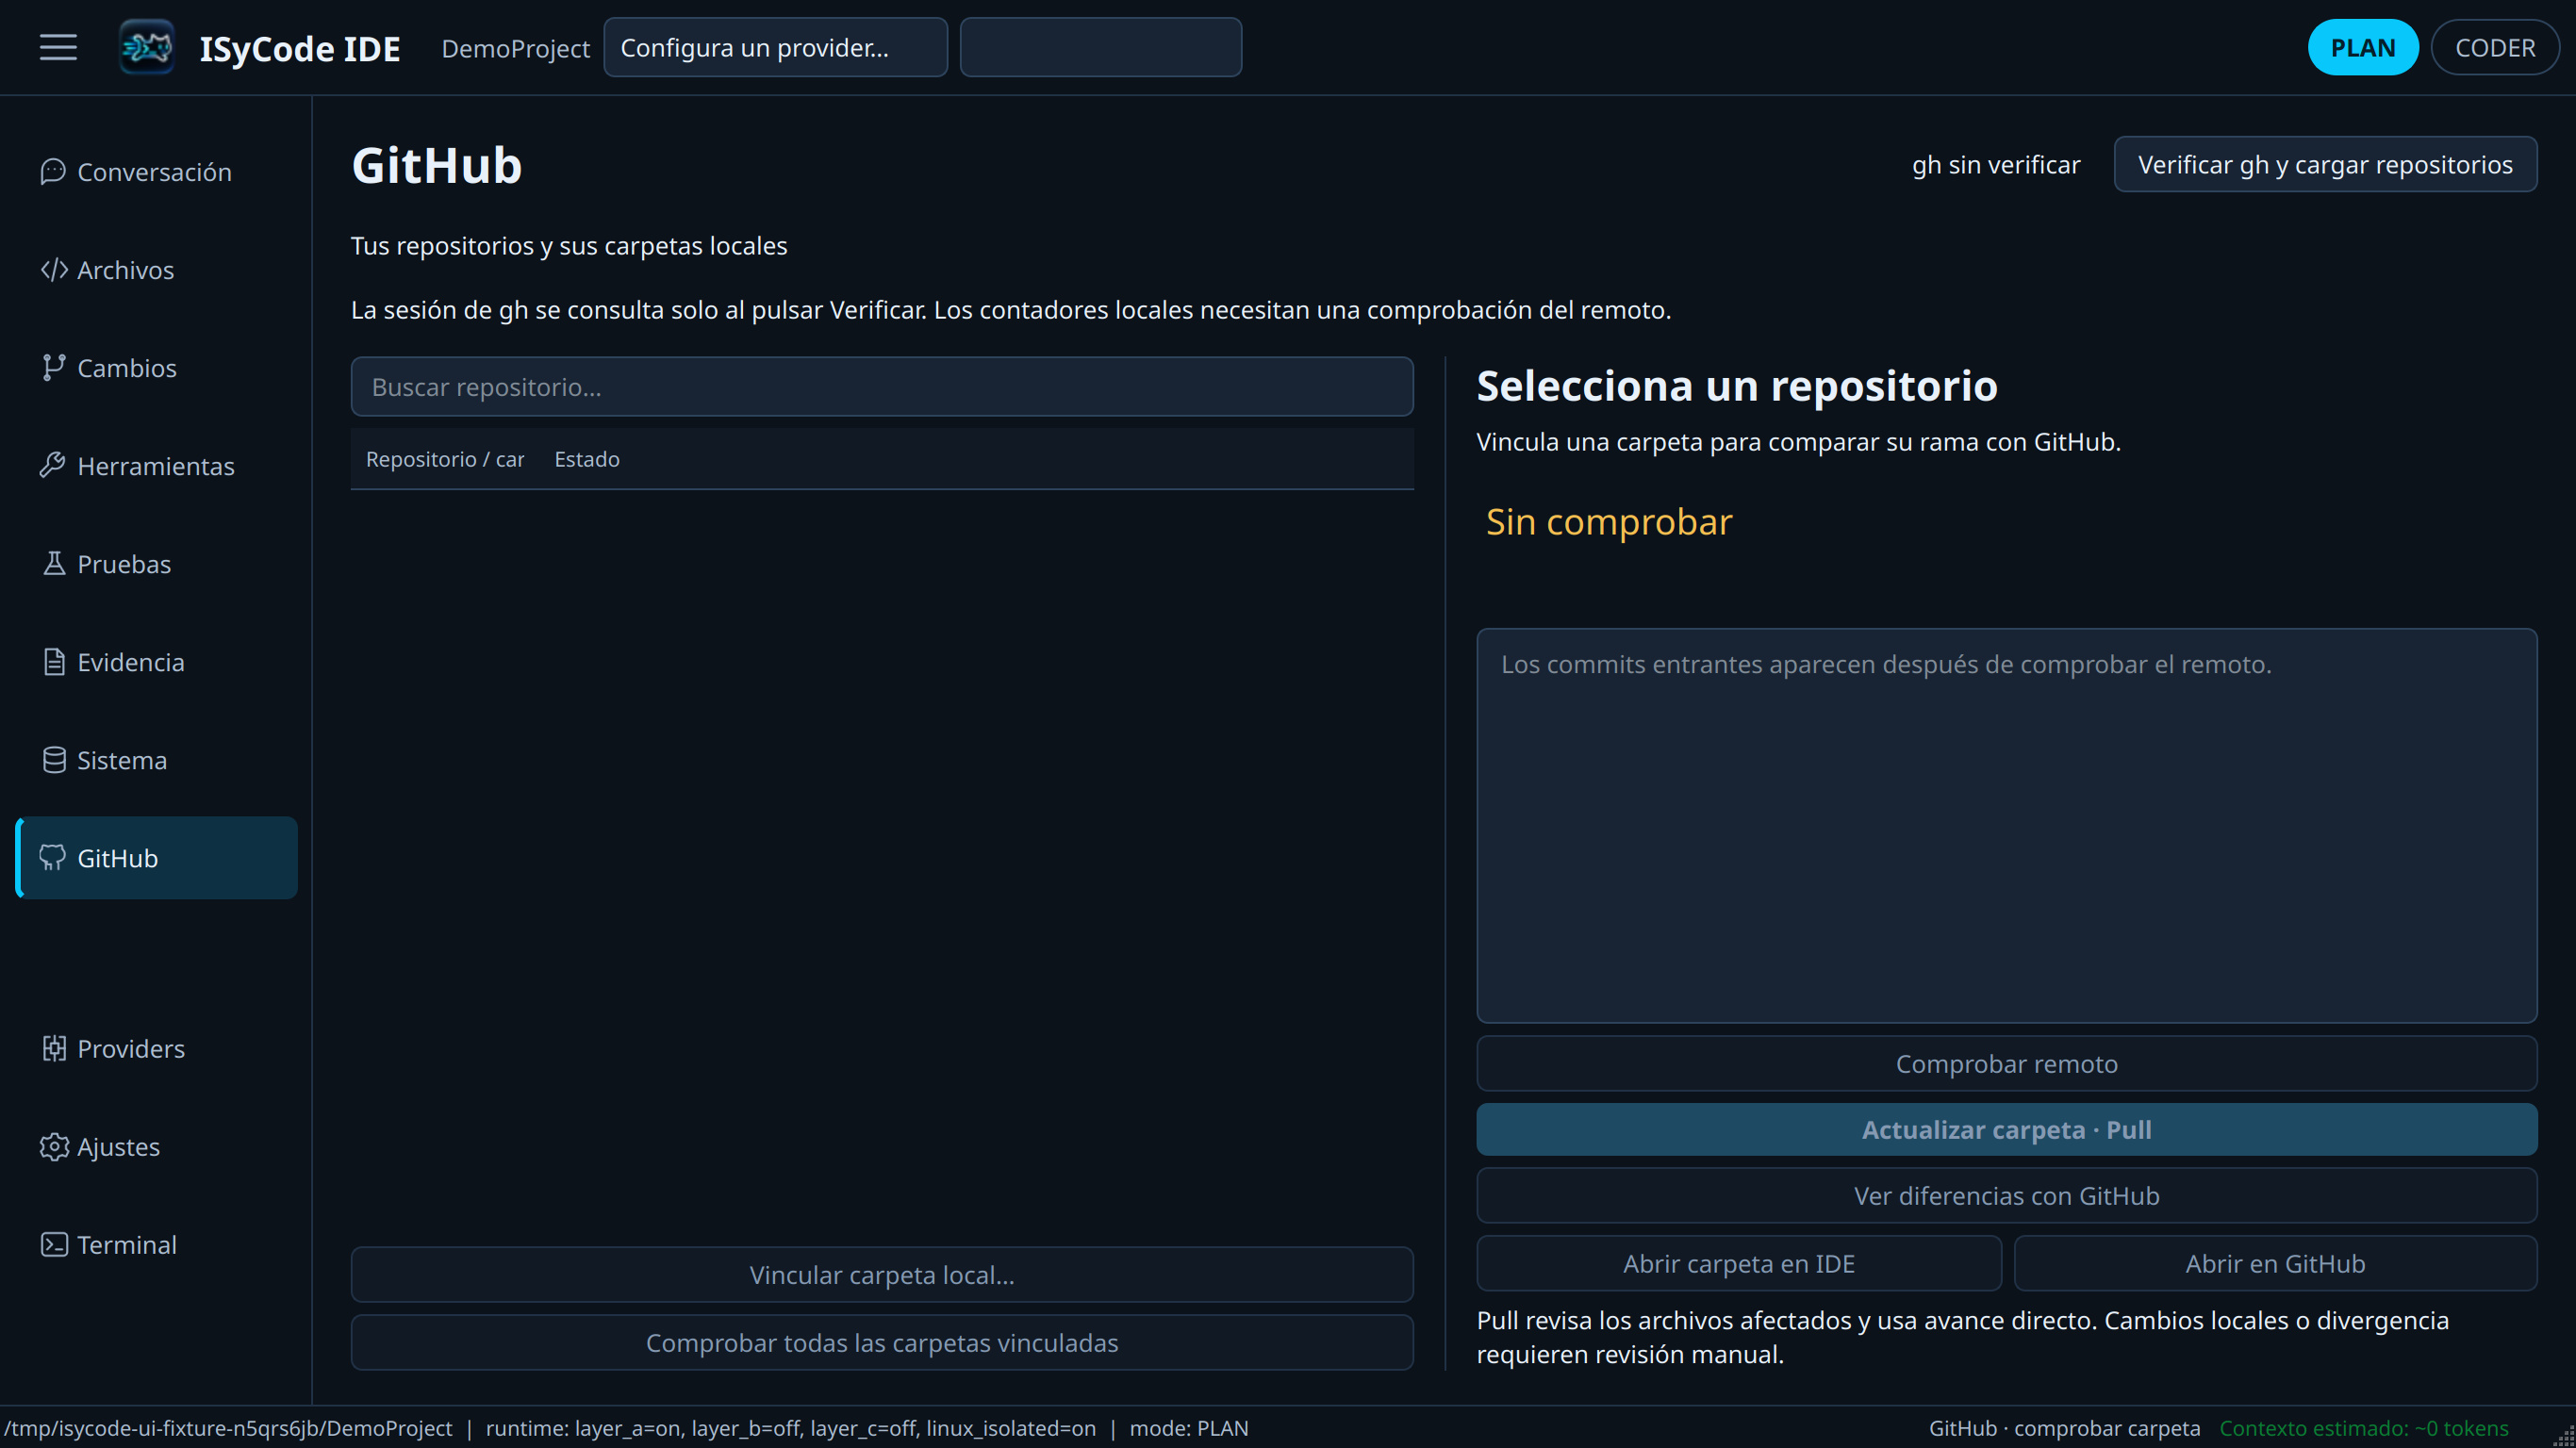 ISyCode IDE DemoProject Configura un provider... PLAN CODER
Conversación
Archivos
Cambios
Herramientas
Pruebas
Evidencia
Sistema
GitHub
Providers
Ajustes
Terminal
GitHub
gh sin verificar Verificar gh y cargar repositorios
Tus repositorios y sus carpetas locales
La sesión de gh se consulta solo al pulsar Verificar. Los contadores locales necesitan una comprobación del remoto.
Buscar repositorio...
Repositorio / car Estado
Vincular carpeta local...
Comprobar todas las carpetas vinculadas
Selecciona un repositorio
Vincula una carpeta para comparar su rama con GitHub.
Sin comprobar
Los commits entrantes aparecen después de comprobar el remoto.
Comprobar remoto
Actualizar carpeta · Pull
Ver diferencias con GitHub
Abrir carpeta en IDE Abrir en GitHub
Pull revisa los archivos afectados y usa avance directo. Cambios locales o divergencia
requieren revisión manual.
/tmp/isycode-ui-fixture-n5qrs6jb/DemoProject | runtime: layer_a=on, layer_b=off, layer_c=off, linux_isolated=on | mode: PLAN
GitHub · comprobar carpeta Contexto estimado: ~0 tokens